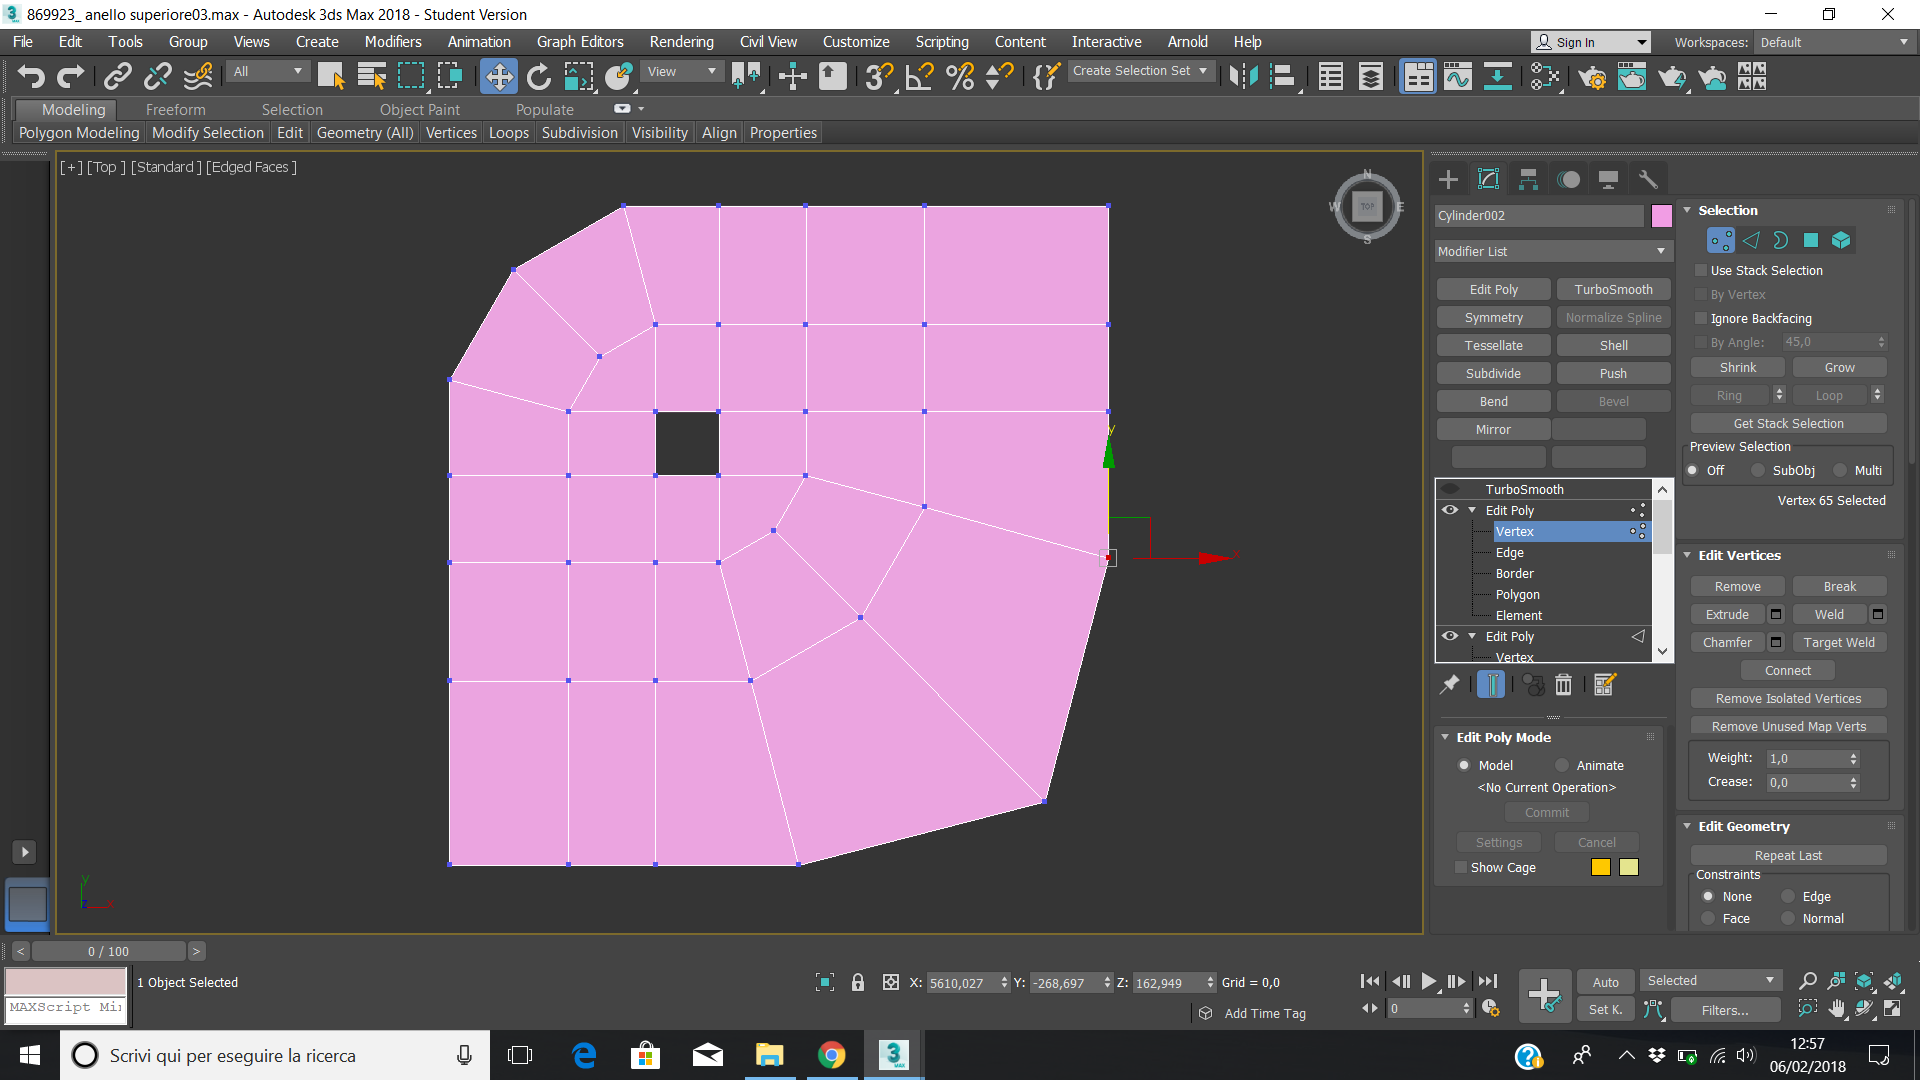 869923_ anello superiore03.max - Autodesk 3ds Max 2018 - Student Version
File Edit Tools Group Views Create Modifiers Animation Graph Editors Rendering Civil View Customize Scripting Content Interactive Arnold Help Sign In Workspaces: Default
All View Create Selection Set
Modeling Freeform Selection Object Paint Populate
Polygon Modeling Modify Selection Edit Geometry (All) Vertices Loops Subdivision Visibility Align Properties
[+] [Top ] [Standard ] [Edged Faces ]
N
W TOP E
S
y
x
y
z x
Cylinder002
Modifier List
Edit Poly TurboSmooth
Symmetry Normalize Spline
Tessellate Shell
Subdivide Push
Bend Bevel
Mirror
TurboSmooth
Edit Poly
Vertex
Edge
Border
Polygon
Element
Edit Poly
Vertex
Edit Poly Mode
Model Animate
<No Current Operation>
Commit
Settings Cancel
Show Cage
Selection
Use Stack Selection
By Vertex
Ignore Backfacing
By Angle: 45,0
Shrink Grow
Ring Loop
Get Stack Selection
Preview Selection
Off SubObj Multi
Vertex 65 Selected
Edit Vertices
Remove Break
Extrude Weld
Chamfer Target Weld
Connect
Remove Isolated Vertices
Remove Unused Map Verts
Weight: 1,0
Crease: 0,0
Edit Geometry
Repeat Last
Constraints
None Edge
Face Normal
< 0 / 100 >
1 Object Selected X: 5610,027 Y: -268,697 Z: 162,949 Grid = 0,0 Auto Selected
MAXScript Mi Add Time Tag 0 Set K. Filters...
Scrivi qui per eseguire la ricerca
3
MAX
12:57
06/02/2018